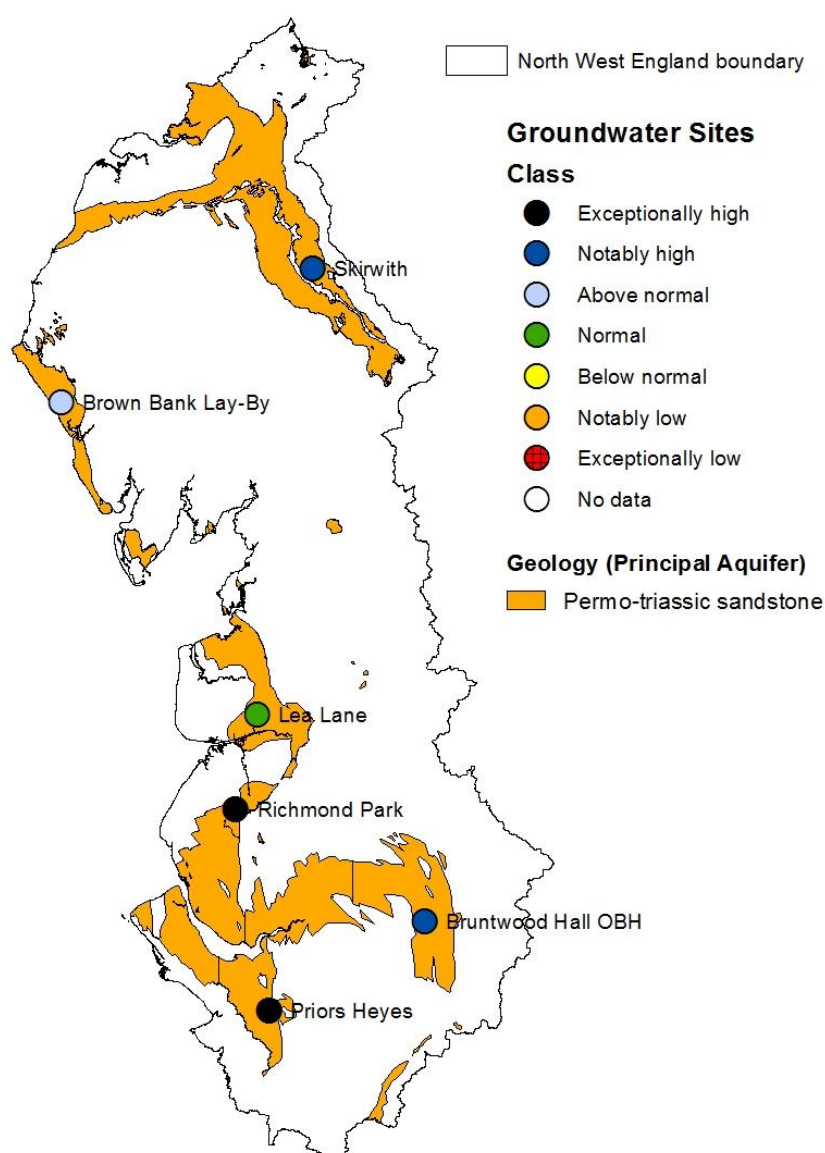 North West England boundary
Groundwater Sites
Class
Exceptionally high
Notably high
Above normal
Normal
Below normal
Notably low
Exceptionally low
No data
Geology (Principal Aquifer)
Permo-triassic sandstone
Skirwith
Brown Bank Lay-By
Lea Lane
Richmond Park
Bruntwood Hall OBH
Priors Heyes